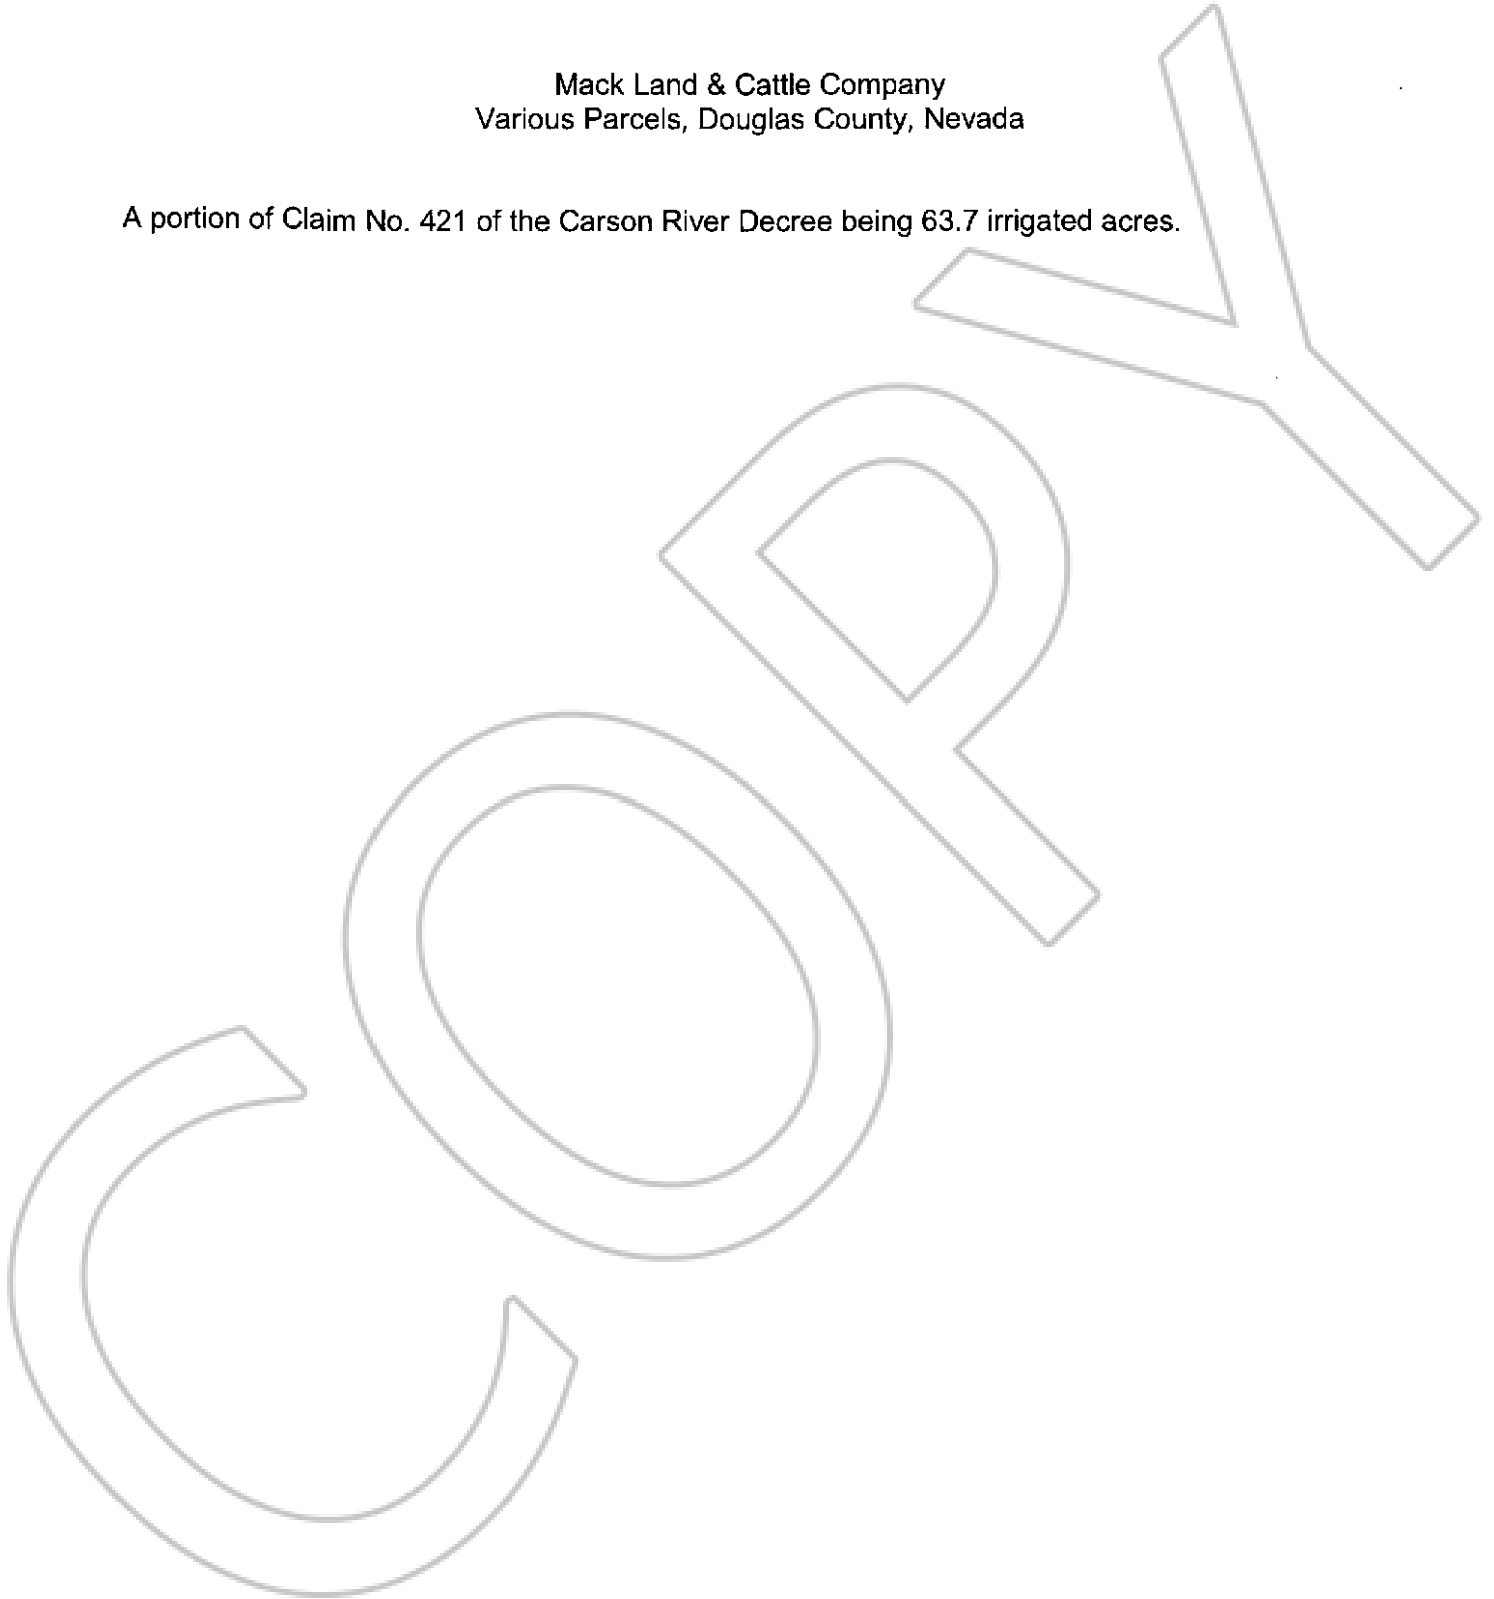 Mack Land & Cattle Company
Various Parcels, Douglas County, Nevada
A portion of Claim No. 421 of the Carson River Decree being 63.7 irrigated acres.
COPY